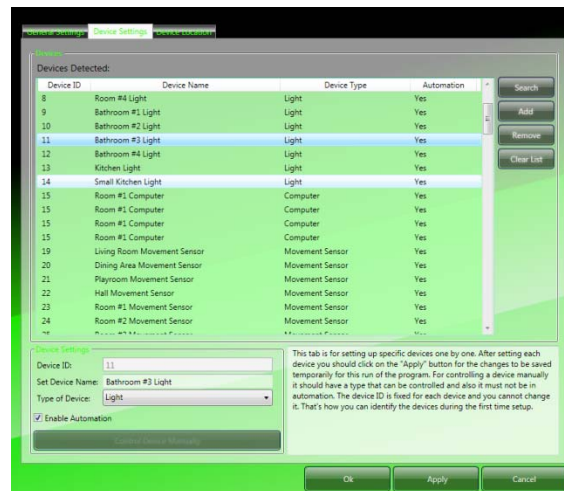 General Settings Device Settings Device Location
Devices
Devices Detected:
Device ID Device Name Device Type Automation
8 Room #4 Light Light Yes
9 Bathroom #1 Light Light Yes
10 Bathroom #2 Light Light Yes
11 Bathroom #3 Light Light Yes
12 Bathroom #4 Light Light Yes
13 Kitchen Light Light Yes
14 Small Kitchen Light Light Yes
15 Room #1 Computer Computer Yes
15 Room #1 Computer Computer Yes
15 Room #1 Computer Computer Yes
15 Room #1 Computer Computer Yes
19 Living Room Movement Sensor Movement Sensor Yes
20 Dining Area Movement Sensor Movement Sensor Yes
21 Playroom Movement Sensor Movement Sensor Yes
22 Hall Movement Sensor Movement Sensor Yes
23 Room #1 Movement Sensor Movement Sensor Yes
24 Room #2 Movement Sensor Movement Sensor Yes
Search
Add
Remove
Clear List
Device Settings
Device ID: 11
Set Device Name: Bathroom #3 Light
Type of Device: Light
Enable Automation
Control Device Manually
This tab is for setting up specific devices one by one. After setting each
device you should click on the "Apply" button for the changes to be saved
temporarily for this run of the program. For controlling a device manually
it should have a type that can be controlled and also it must not be in
automation. The device ID is fixed for each device and you cannot change
it. That's how you can identify the devices during the first time setup.
Ok Apply Cancel